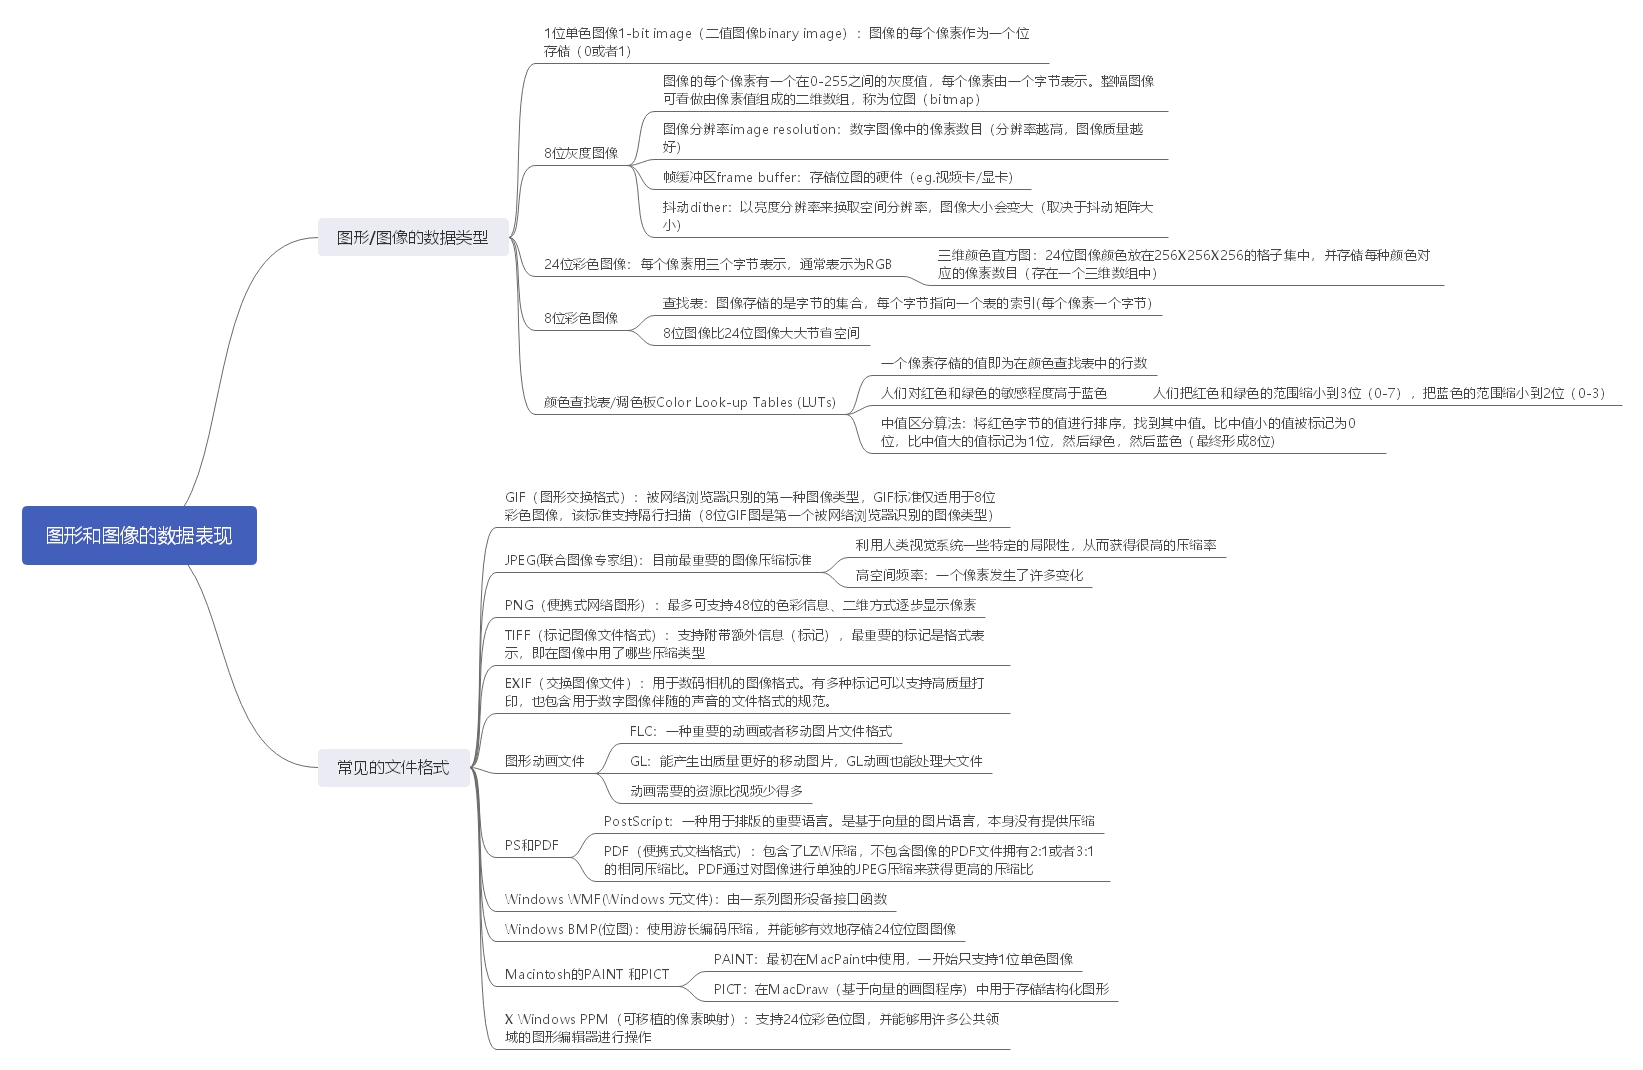 图形和图像的数据表现
图形/图像的数据类型
1位单色图像1-bit image（二值图像binary image）：图像的每个像素作为一个位
存储（0或者1）
8位灰度图像
图像的每个像素有一个在0-255之间的灰度值，每个像素由一个字节表示。整幅图像
可看做由像素值组成的二维数组，称为位图（bitmap）
图像分辨率image resolution：数字图像中的像素数目（分辨率越高，图像质量越
好）
帧缓冲区frame buffer：存储位图的硬件（eg.视频卡/显卡）
抖动dither：以亮度分辨率来换取空间分辨率，图像大小会变大（取决于抖动矩阵大
小）
24位彩色图像：每个像素用三个字节表示，通常表示为RGB
三维颜色直方图：24位图像颜色放在256X256X256的格子集中，并存储每种颜色对
应的像素数目（存在一个三维数组中）
8位彩色图像
查找表：图像存储的是字节的集合，每个字节指向一个表的索引(每个像素一个字节）
8位图像比24位图像大大节省空间
颜色查找表/调色板Color Look-up Tables (LUTs)
一个像素存储的值即为在颜色查找表中的行数
人们对红色和绿色的敏感程度高于蓝色
人们把红色和绿色的范围缩小到3位（0-7），把蓝色的范围缩小到2位（0-3）
中值区分算法：将红色字节的值进行排序，找到其中值。比中值小的值被标记为0
位，比中值大的值标记为1位，然后绿色，然后蓝色（最终形成8位）
常见的文件格式
GIF（图形交换格式）：被网络浏览器识别的第一种图像类型，GIF标准仅适用于8位
彩色图像，该标准支持隔行扫描（8位GIF图是第一个被网络浏览器识别的图像类型）
JPEG(联合图像专家组)：目前最重要的图像压缩标准
利用人类视觉系统一些特定的局限性，从而获得很高的压缩率
高空间频率：一个像素发生了许多变化
PNG（便携式网络图形）：最多可支持48位的色彩信息、二维方式逐步显示像素
TIFF（标记图像文件格式）：支持附带额外信息（标记），最重要的标记是格式表
示，即在图像中用了哪些压缩类型
EXIF（交换图像文件）：用于数码相机的图像格式。有多种标记可以支持高质量打
印，也包含用于数字图像伴随的声音的文件格式的规范。
图形动画文件
FLC：一种重要的动画或者移动图片文件格式
GL：能产生出质量更好的移动图片，GL动画也能处理大文件
动画需要的资源比视频少得多
PS和PDF
PostScript：一种用于排版的重要语言。是基于向量的图片语言，本身没有提供压缩
PDF（便携式文档格式）：包含了LZW压缩，不包含图像的PDF文件拥有2:1或者3:1
的相同压缩比。PDF通过对图像进行单独的JPEG压缩来获得更高的压缩比
Windows WMF(Windows 元文件)：由一系列图形设备接口函数
Windows BMP(位图)：使用游长编码压缩，并能够有效地存储24位位图图像
Macintosh的PAINT 和PICT
PAINT：最初在MacPaint中使用，一开始只支持1位单色图像
PICT：在MacDraw（基于向量的画图程序）中用于存储结构化图形
X Windows PPM（可移植的像素映射）：支持24位彩色位图，并能够用许多公共领
域的图形编辑器进行操作